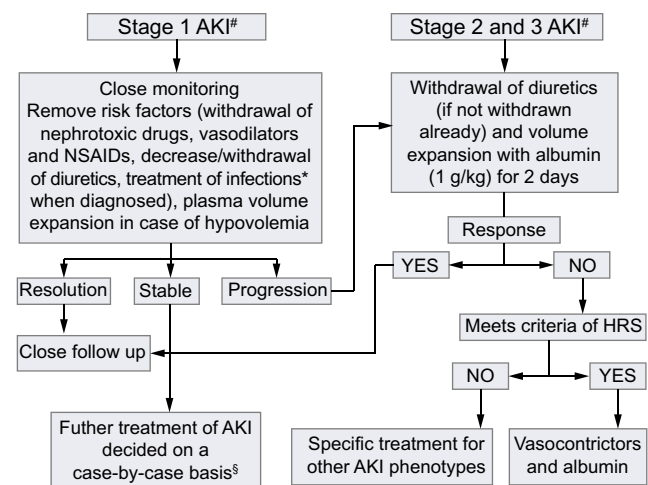 Stage 1 AKI#
Close monitoring
Remove risk factors (withdrawal of
nephrotoxic drugs, vasodilators
and NSAIDs, decrease/withdrawal
of diuretics, treatment of infections*
when diagnosed), plasma volume
expansion in case of hypovolemia
Resolution
Stable
Progression
Close follow up
Futher treatment of AKI
decided on a
case-by-case basis§
Stage 2 and 3 AKI#
Withdrawal of diuretics
(if not withdrawn
already) and volume
expansion with albumin
(1 g/kg) for 2 days
Response
YES
NO
Meets criteria of HRS
NO
YES
Specific treatment for
other AKI phenotypes
Vasocontrictors
and albumin